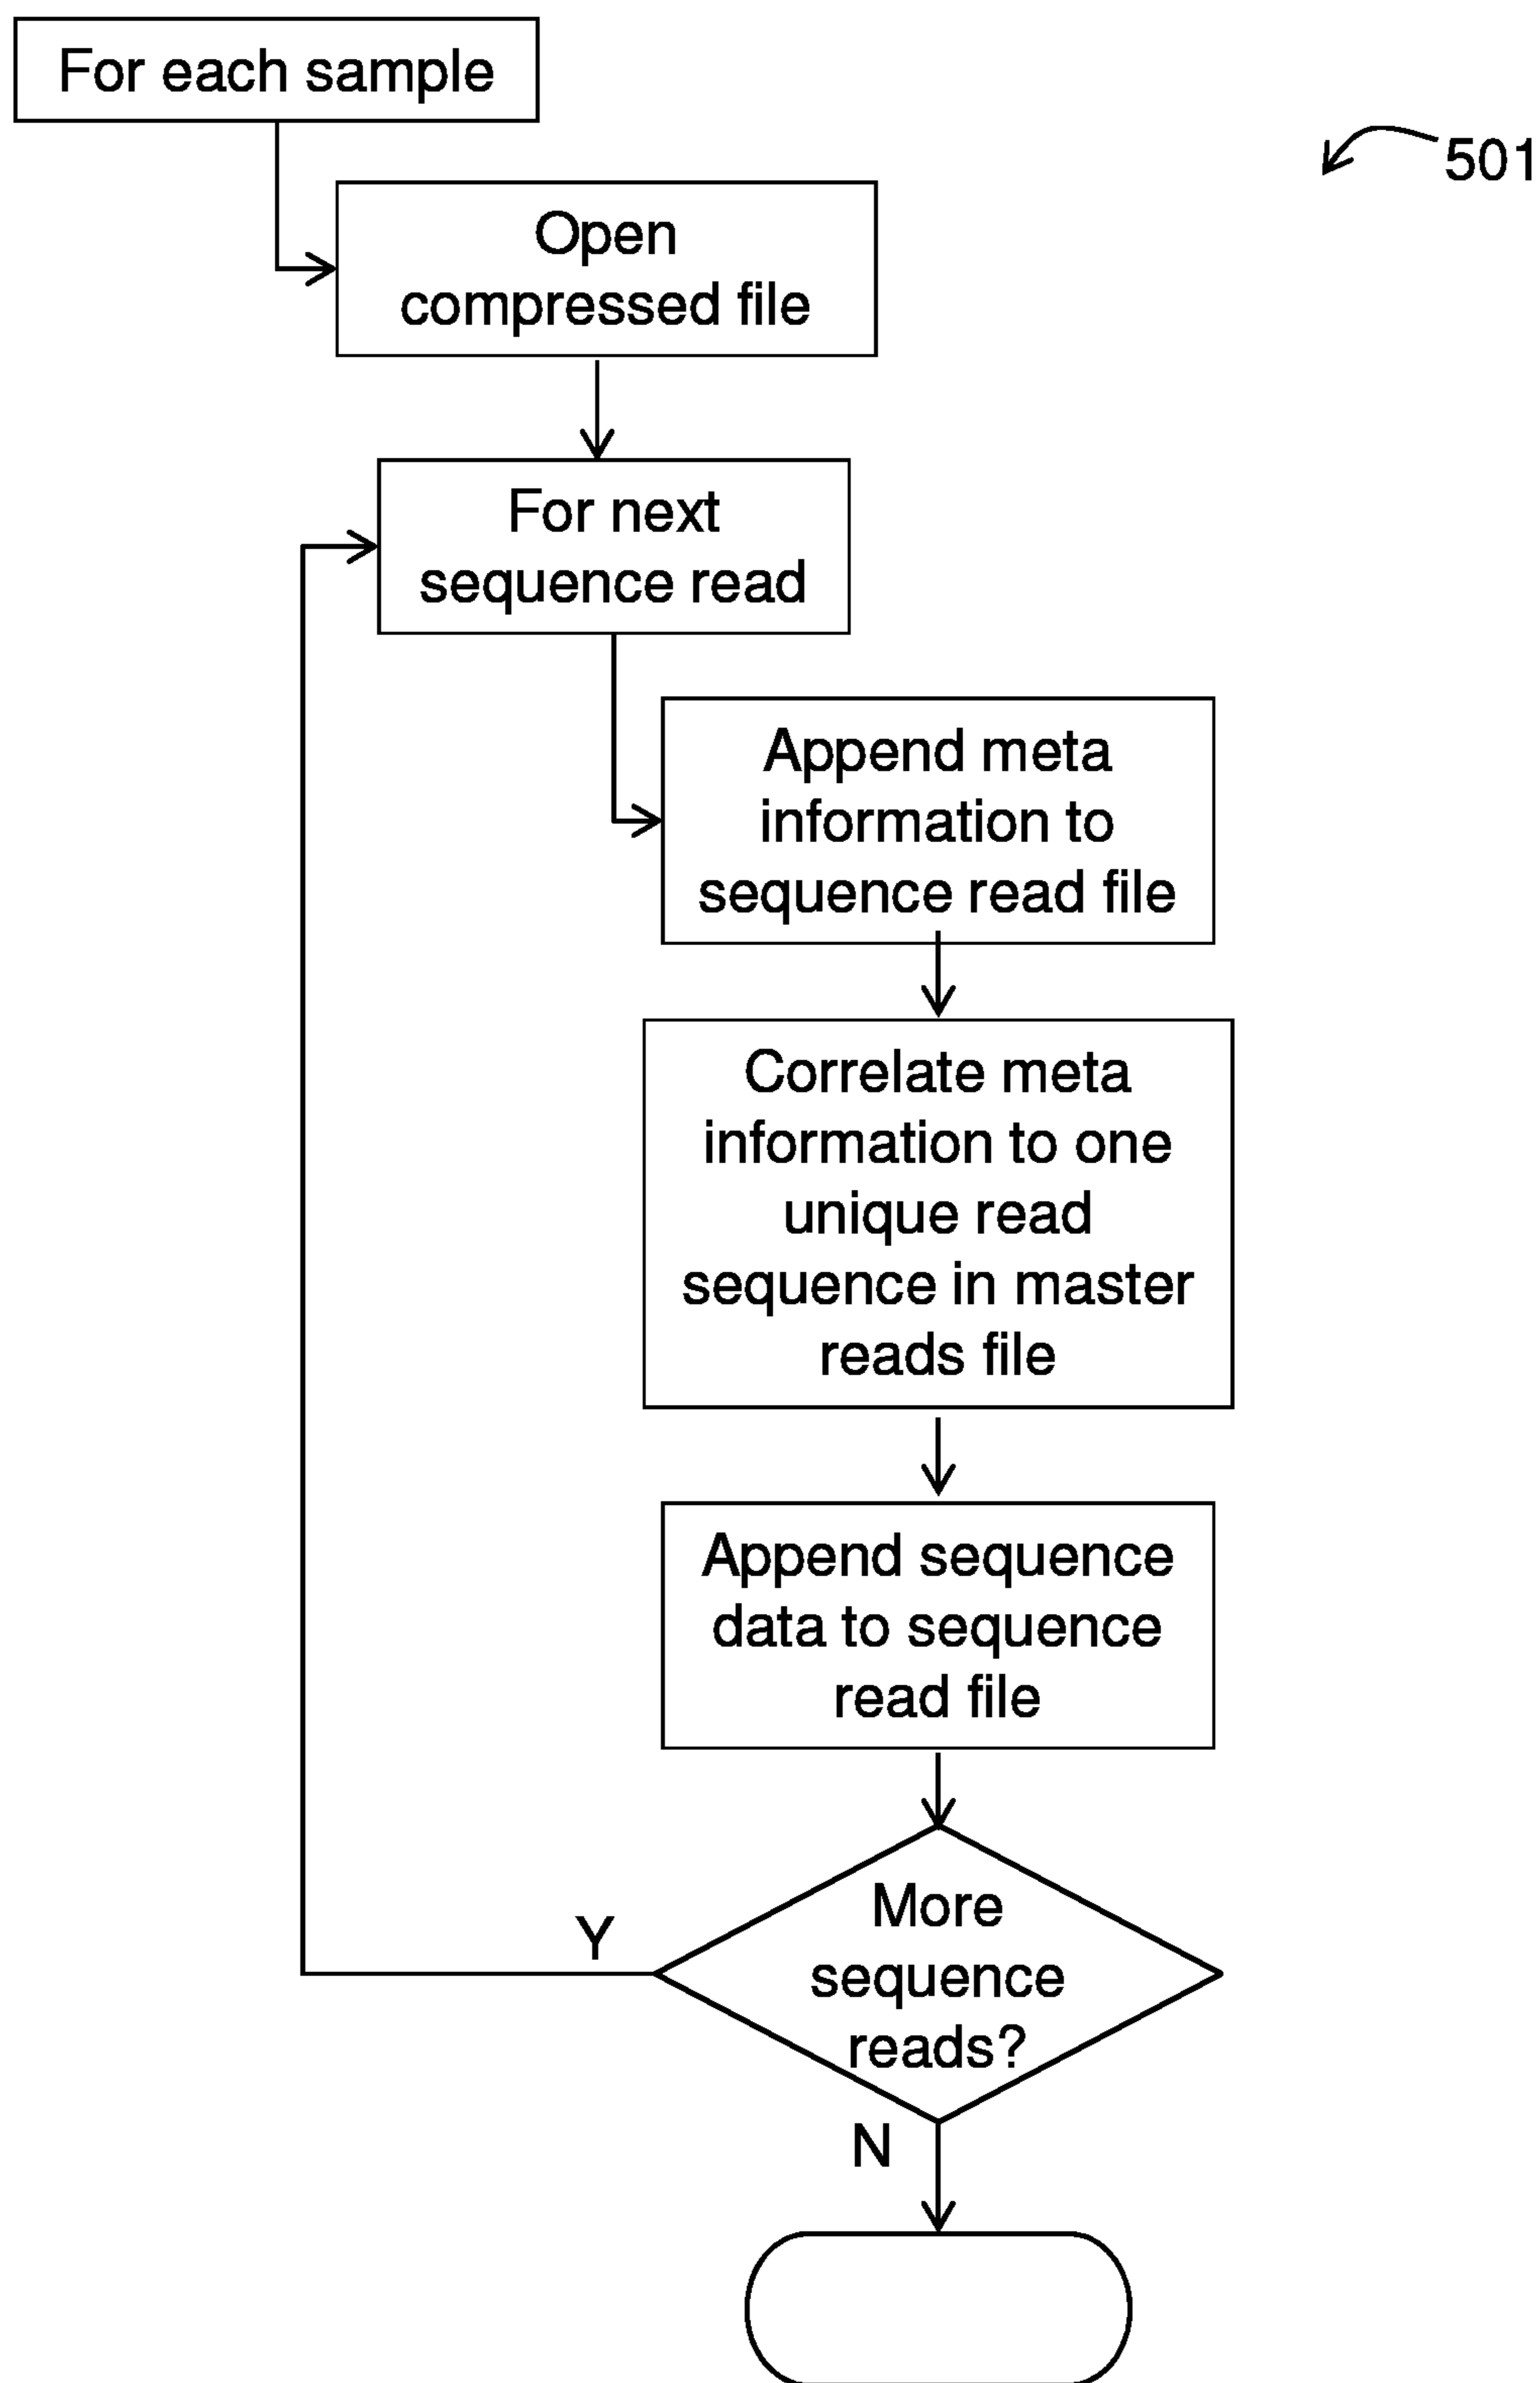 For each sample
501
Open
compressed file
For next
sequence read
Append meta
information to
sequence read file
Correlate meta
information to one
unique read
sequence in master
reads file
Append sequence
data to sequence
read file
More
sequence
reads?
Y
N